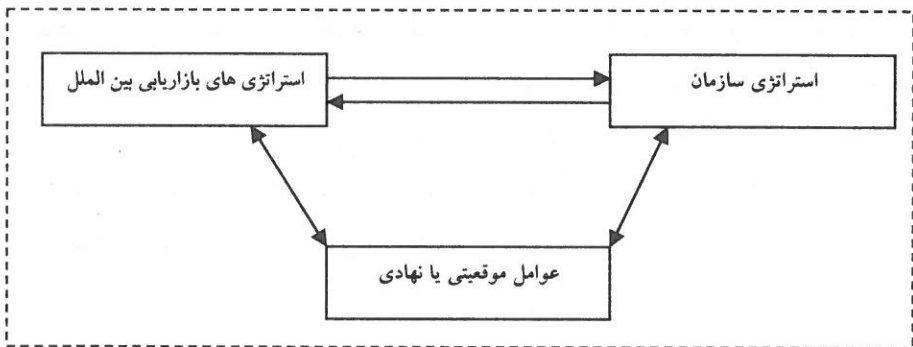 استراتژی سازمان
استراتژی های بازاریابی بین الملل
عوامل موقعیتی یا نهادی